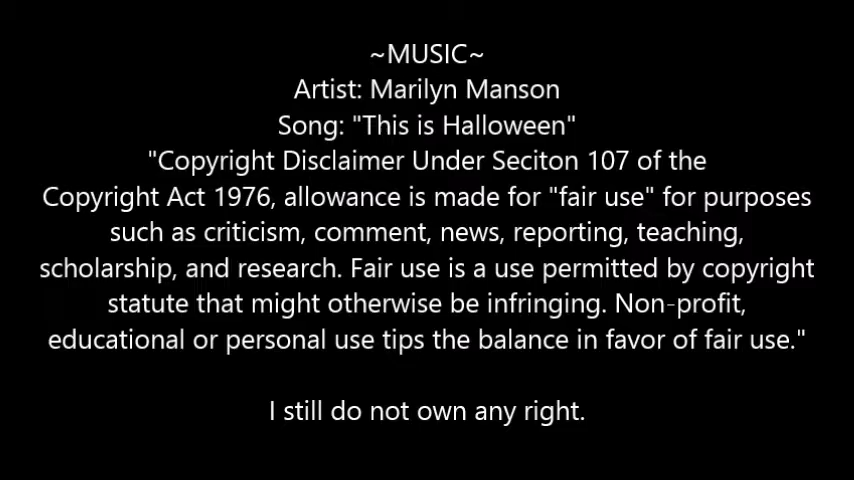 ~MUSIC~
Artist: Marilyn Manson
Song: "This is Halloween"
"Copyright Disclaimer Under Seciton 107 of the
Copyright Act 1976, allowance is made for "fair use" for purposes
such as criticism, comment, news, reporting, teaching,
scholarship, and research. Fair use is a use permitted by copyright
statute that might otherwise be infringing. Non-profit,
educational or personal use tips the balance in favor of fair use."
I still do not own any right.